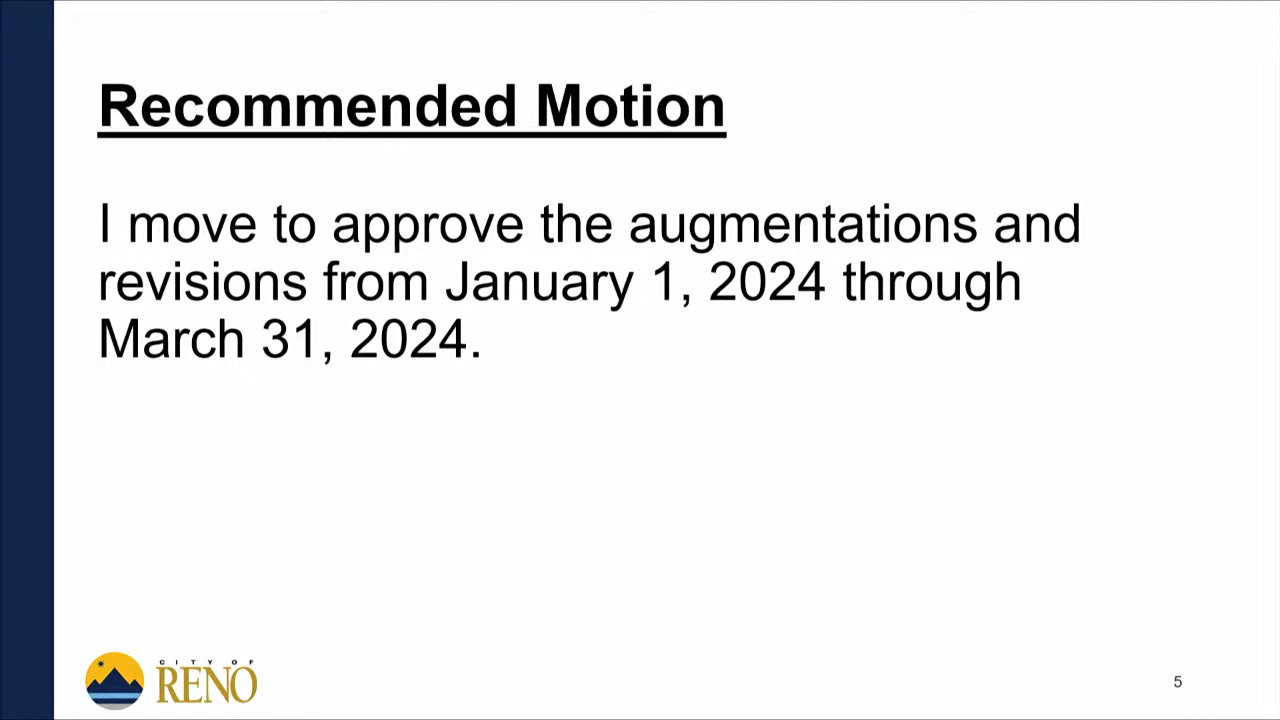 Recommended Motion
I move to approve the augmentations and
revisions from January 1, 2024 through
March 31, 2024.
CITY OF
RENO
5